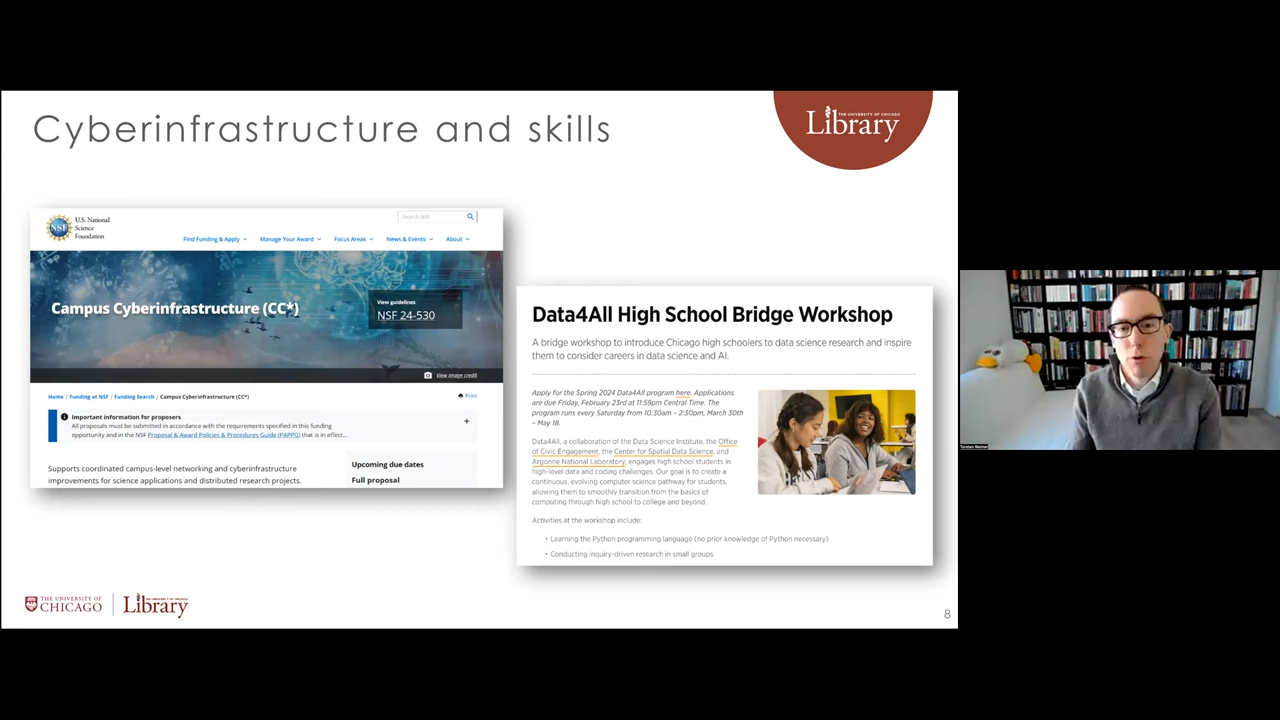 Cyberinfrastructure and skills
THE UNIVERSITY OF CHICAGO
Library
U.S. National
Science
Foundation
NSF
Search NSF
Find Funding & Apply
Manage Your Award
Focus Areas
News & Events
About
Campus Cyberinfrastructure (CC*)
View guidelines
NSF 24-530
View image credit
Home / Funding at NSF / Funding Search / Campus Cyberinfrastructure (CC*)
Print
Important information for proposers
All proposals must be submitted in accordance with the requirements specified in this funding
opportunity and in the NSF Proposal & Award Policies & Procedures Guide (PAPPG) that is in effect...
+
Supports coordinated campus-level networking and cyberinfrastructure
improvements for science applications and distributed research projects.
Upcoming due dates
Full proposal
Data4All High School Bridge Workshop
A bridge workshop to introduce Chicago high schoolers to data science research and inspire
them to consider careers in data science and AI.
Apply for the Spring 2024 Data4All program here. Applications
are due Friday, February 23rd at 11:59pm Central Time. The
program runs every Saturday from 10:30am – 2:30pm, March 30th
– May 18.
Data4All, a collaboration of the Data Science Institute, the Office
of Civic Engagement, the Center for Spatial Data Science, and
Argonne National Laboratory, engages high school students in
high-level data and coding challenges. Our goal is to create a
continuous, evolving computer science pathway for students,
allowing them to smoothly transition from the basics of
computing through high school to college and beyond.
Activities at the workshop include:
• Learning the Python programming language (no prior knowledge of Python necessary)
• Conducting inquiry-driven research in small groups
THE UNIVERSITY OF
CHICAGO
THE UNIVERSITY OF CHICAGO
Library
8
Torsten Reimer